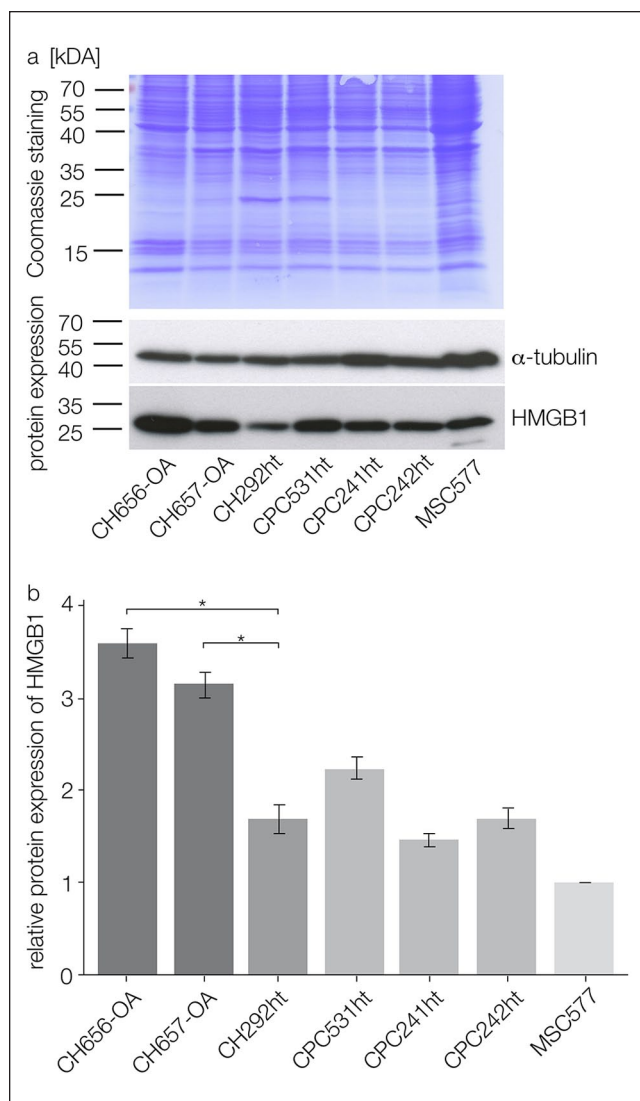 a [kDA]
Coomassie staining
70
55
40
35
25
15
protein expression
70
55
40
α-tubulin
35
25
HMGB1
CH656-OA
CH657-OA
CH292ht
CPC531ht
CPC241ht
CPC242ht
MSC577
b
relative protein expression of HMGB1
4
3
2
1
0
*
*
CH656-OA
CH657-OA
CH292ht
CPC531ht
CPC241ht
CPC242ht
MSC577